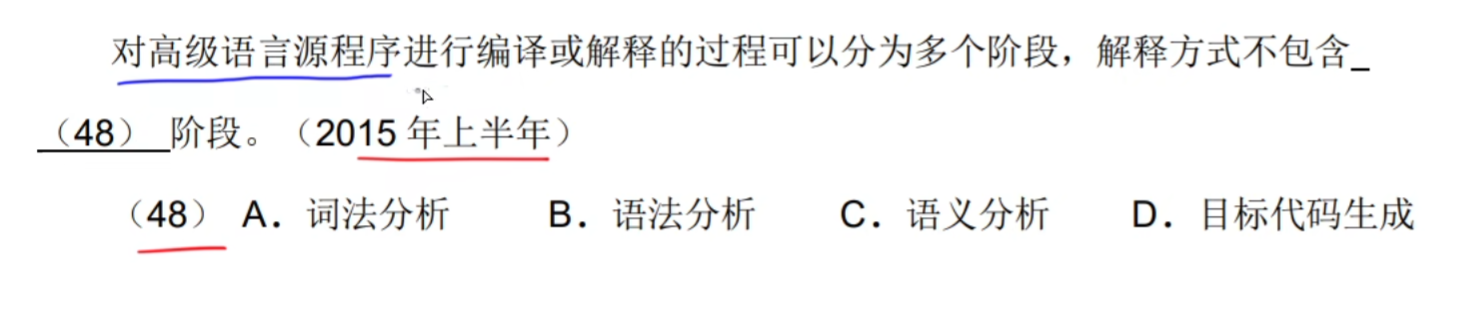 对高级语言源程序进行编译或解释的过程可以分为多个阶段，解释方式不包含_
（48） 阶段。（2015 年上半年）
（48） A．词法分析 B．语法分析 C．语义分析 D．目标代码生成